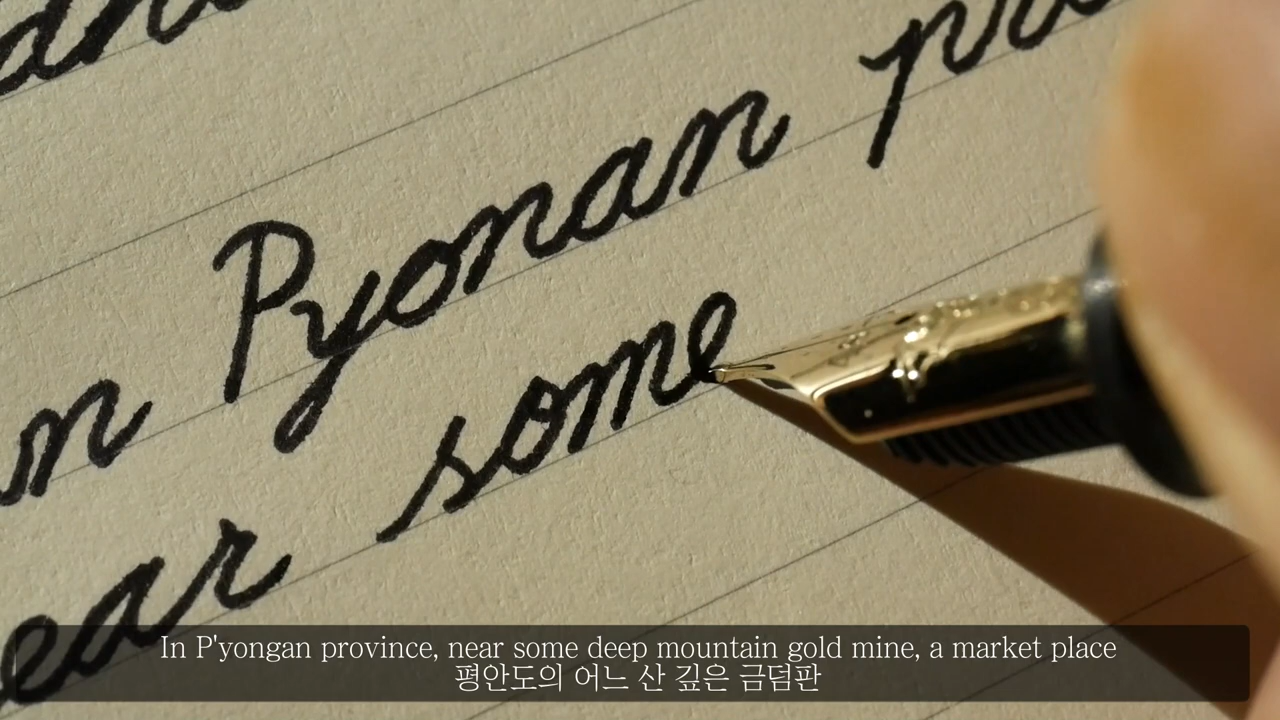 n Pyonan pro
ear some
In P'yongan province, near some deep mountain gold mine, a market place
평안도의 어느 산 깊은 금덤판